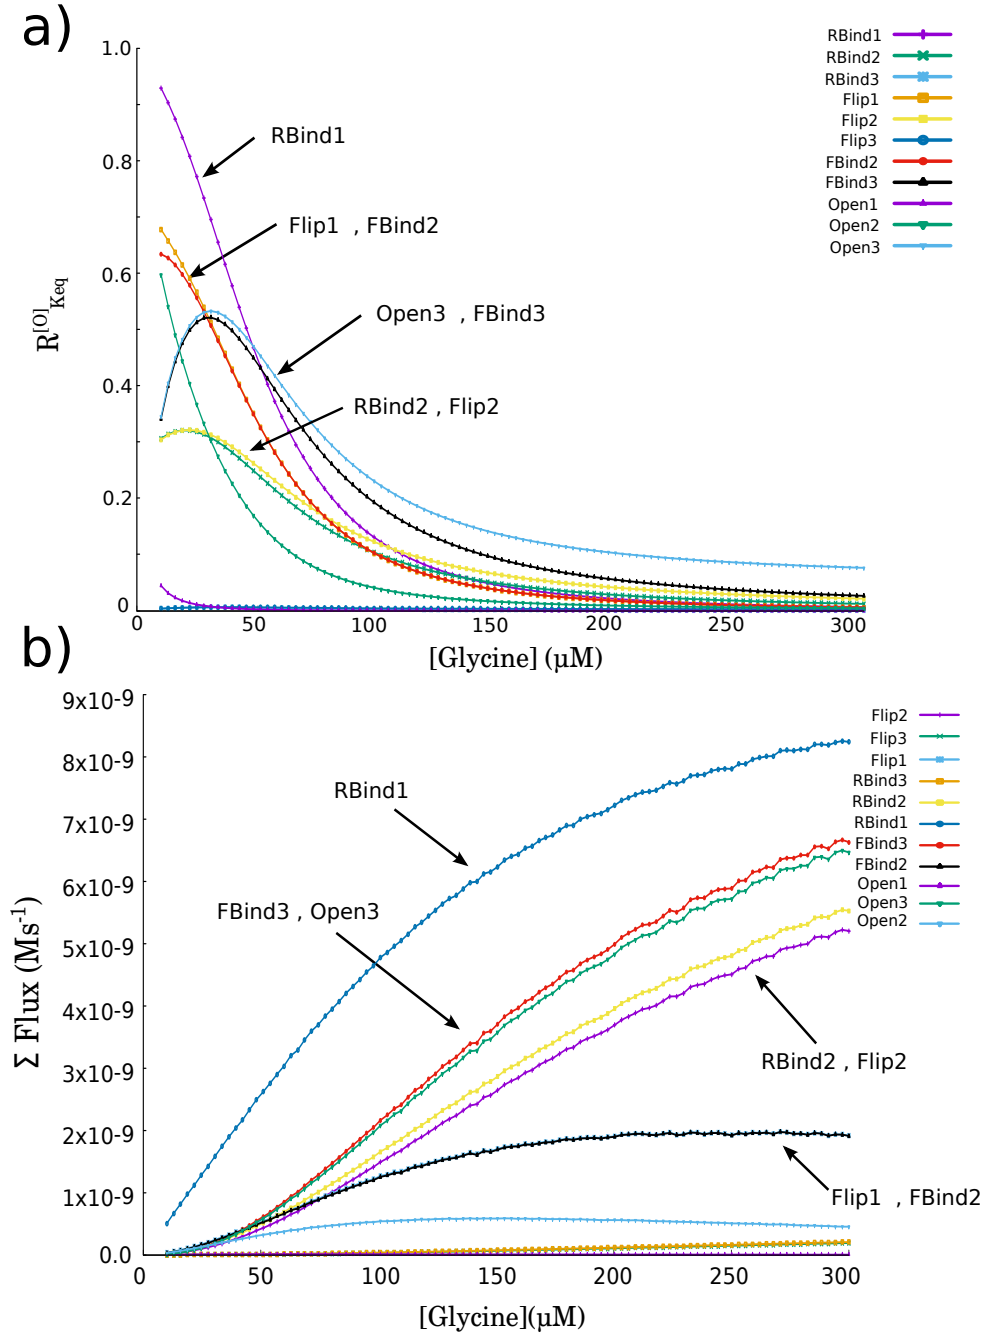 a)
R[O]Keq
1.0
0.8
0.6
0.4
0.2
0
RBind1
Flip1 , FBind2
Open3 , FBind3
RBind2 , Flip2
RBind1
RBind2
RBind3
Flip1
Flip2
Flip3
FBind2
FBind3
Open1
Open2
Open3
0 50 100 150 200 250 300
[Glycine] (μM)
b)
Σ Flux (Ms-1)
9x10-9
8x10-9
7x10-9
6x10-9
5x10-9
4x10-9
3x10-9
2x10-9
1x10-9
0.0
RBind1
FBind3 , Open3
RBind2 , Flip2
Flip1 , FBind2
Flip2
Flip3
Flip1
RBind3
RBind2
RBind1
FBind3
FBind2
Open1
Open3
Open2
0 50 100 150 200 250 300
[Glycine](μM)